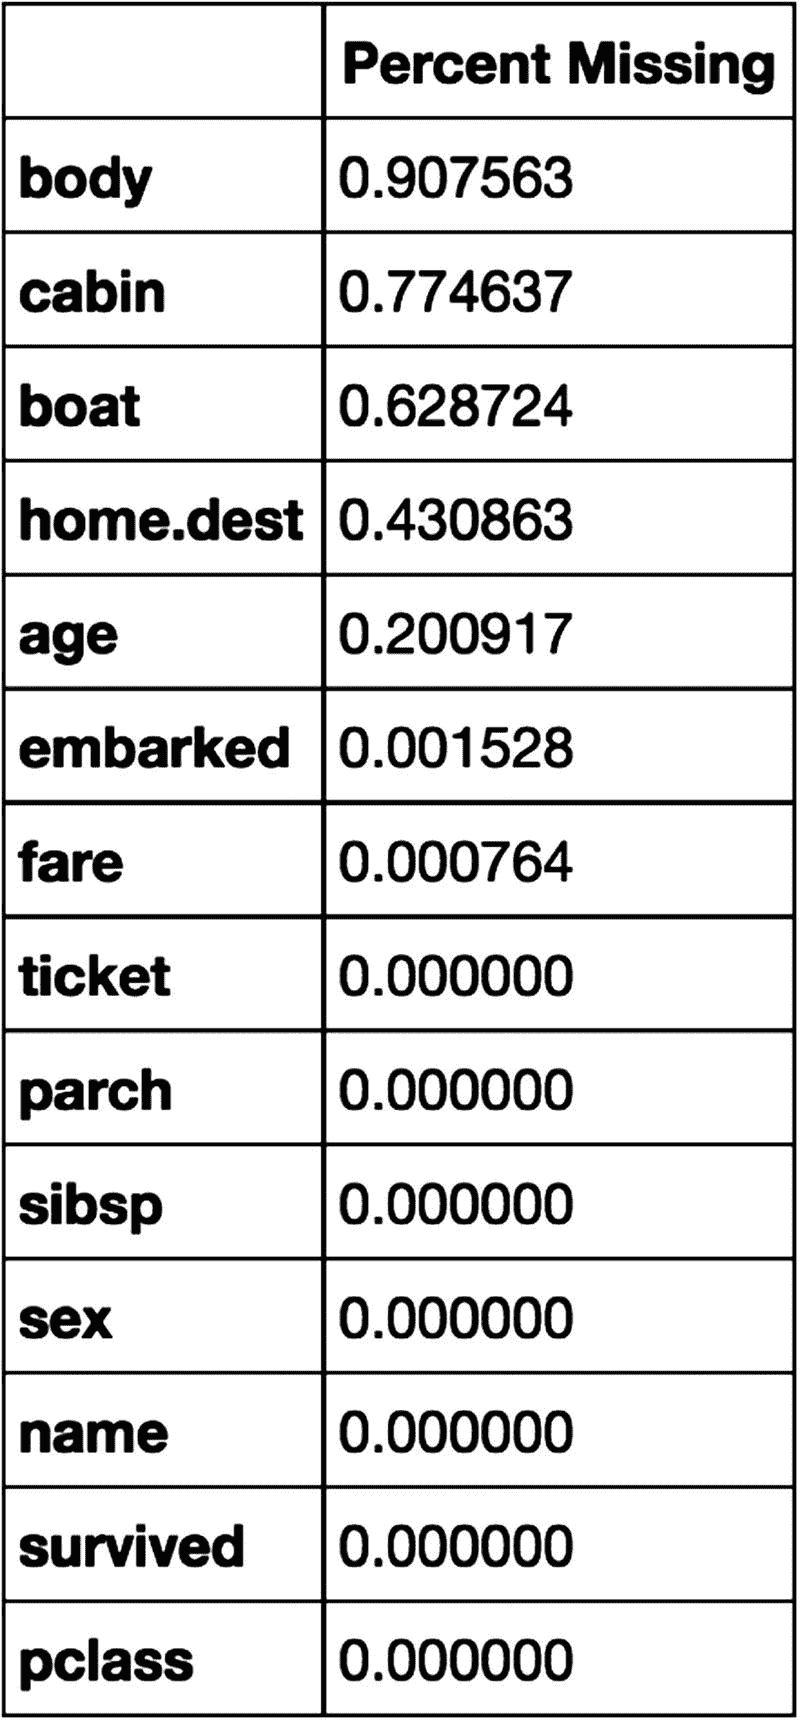 Percent Missing
body 0.907563
cabin 0.774637
boat 0.628724
home.dest 0.430863
age 0.200917
embarked 0.001528
fare 0.000764
ticket 0.000000
parch 0.000000
sibsp 0.000000
sex 0.000000
name 0.000000
survived 0.000000
pclass 0.000000